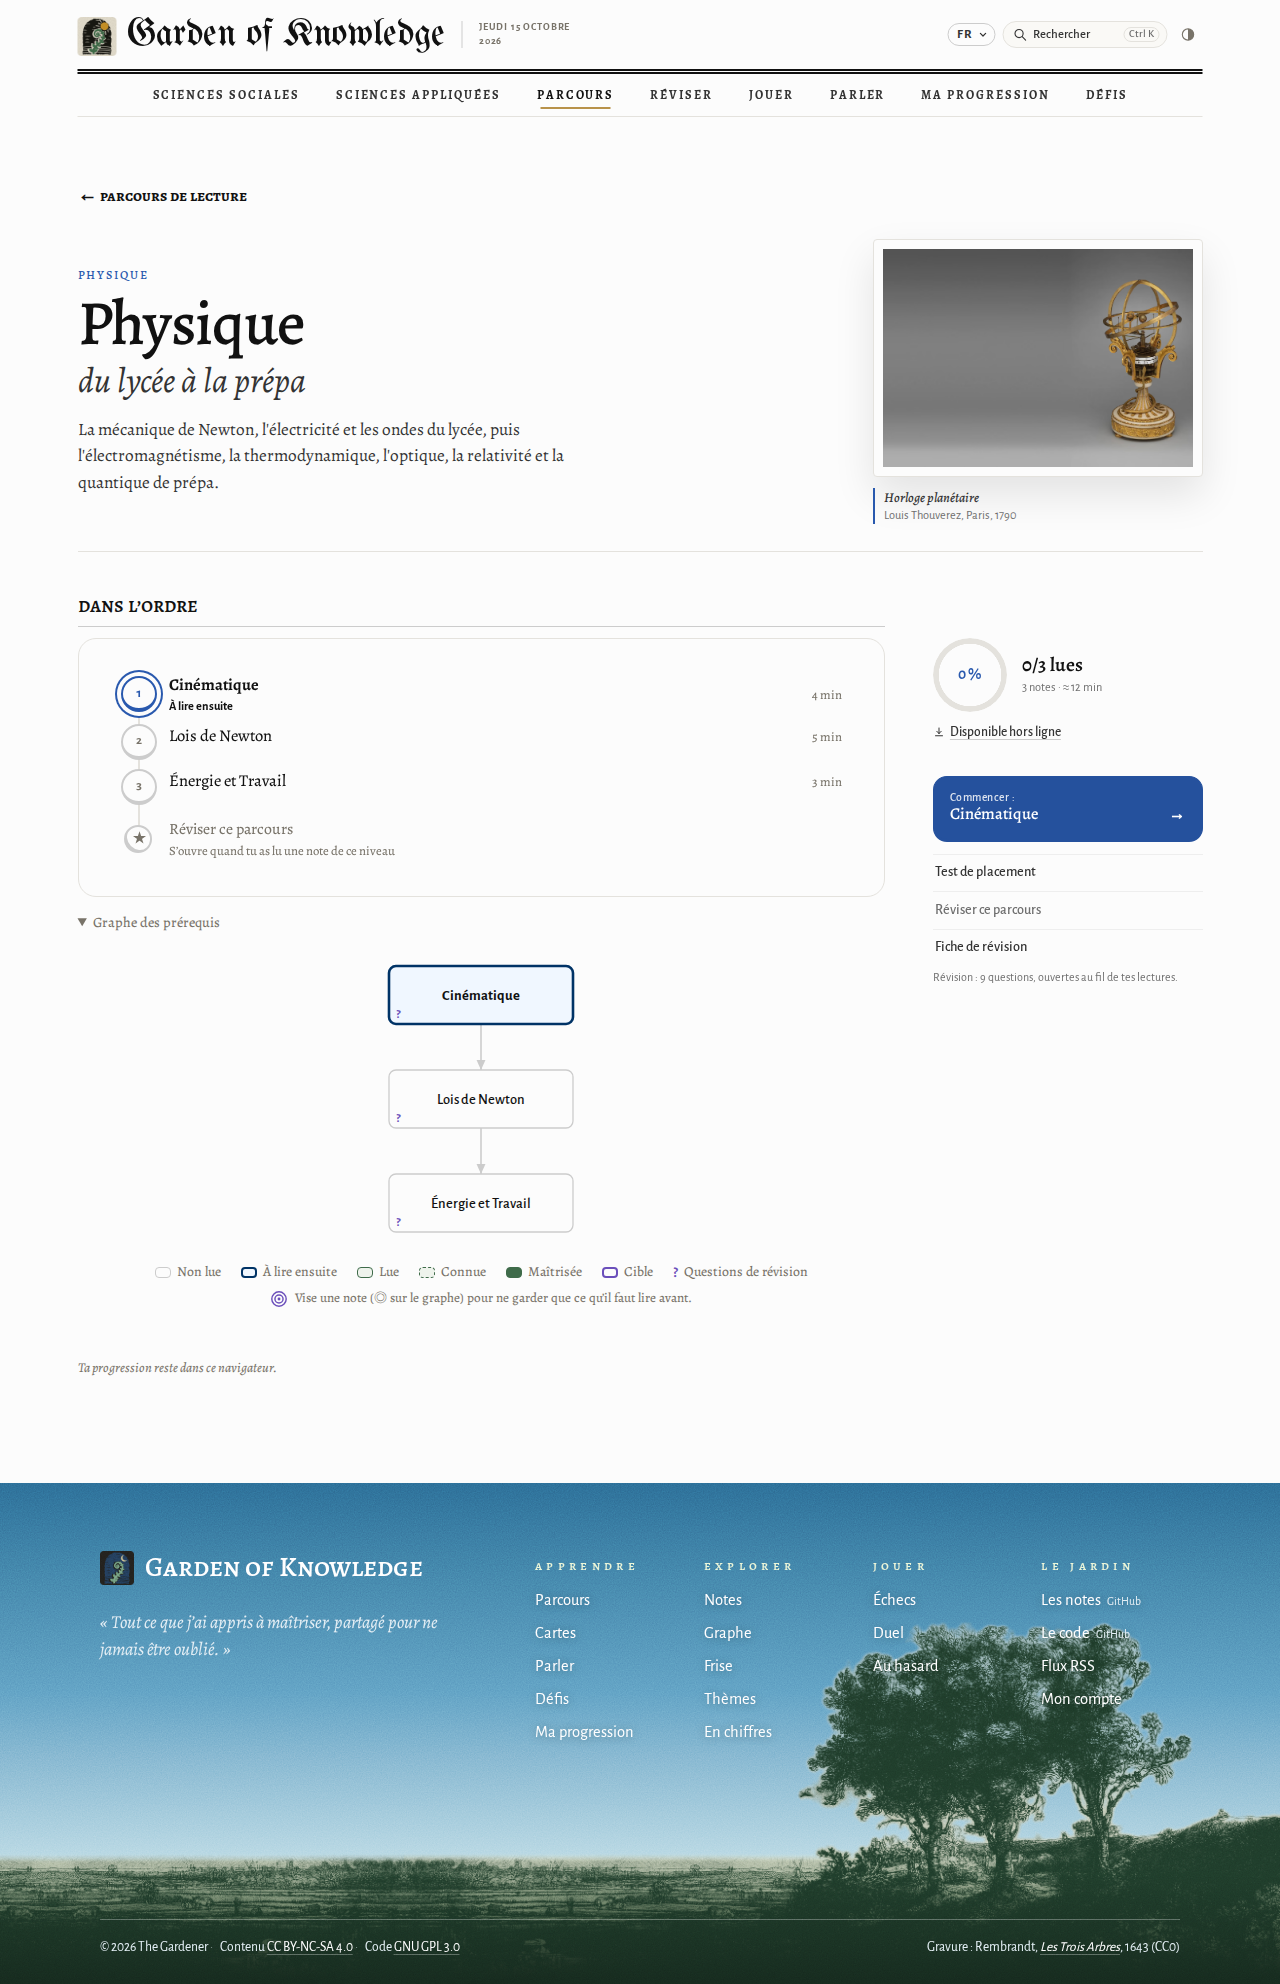 Garden of Knowledge
JEUDI 15 OCTOBRE
2026
FR
Rechercher
Ctrl K
SCIENCES SOCIALES
SCIENCES APPLIQUÉES
PARCOURS
RÉVISER
JOUER
PARLER
MA PROGRESSION
DÉFIS
← PARCOURS DE LECTURE
PHYSIQUE
Physique
du lycée à la prépa
La mécanique de Newton, l'électricité et les ondes du lycée, puis
l'électromagnétisme, la thermodynamique, l'optique, la relativité et la
quantique de prépa.
Horloge planétaire
Louis Thouverez, Paris, 1790
DANS L’ORDRE
1
Cinématique
À lire ensuite
4 min
2
Lois de Newton
5 min
3
Énergie et Travail
3 min
★
Réviser ce parcours
S’ouvre quand tu as lu une note de ce niveau
0%
0/3 lues
3 notes · ≈ 12 min
Disponible hors ligne
Commencer :
Cinématique
→
Test de placement
Réviser ce parcours
Fiche de révision
Révision : 9 questions, ouvertes au fil de tes lectures.
▼ Graphe des prérequis
Cinématique
?
Lois de Newton
?
Énergie et Travail
?
Non lue
À lire ensuite
Lue
Connue
Maîtrisée
Cible
? Questions de révision
Vise une note (◎ sur le graphe) pour ne garder que ce qu’il faut lire avant.
Ta progression reste dans ce navigateur.
GARDEN OF KNOWLEDGE
« Tout ce que j’ai appris à maîtriser, partagé pour ne
jamais être oublié. »
APPRENDRE
Parcours
Cartes
Parler
Défis
Ma progression
EXPLORER
Notes
Graphe
Frise
Thèmes
En chiffres
JOUER
Échecs
Duel
Au hasard
LE JARDIN
Les notes GitHub
Le code GitHub
Flux RSS
Mon compte
© 2026 The Gardener · Contenu CC BY-NC-SA 4.0 · Code GNU GPL 3.0
Gravure : Rembrandt, Les Trois Arbres, 1643 (CC0)